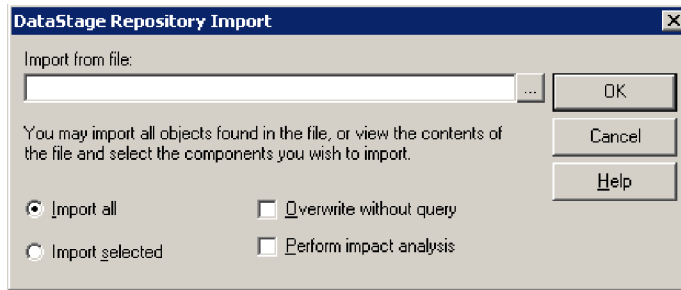 DataStage Repository Import
Import from file:
...
OK
You may import all objects found in the file, or view the contents of
the file and select the components you wish to import.
Cancel
Help
Import all
Overwrite without query
Import selected
Perform impact analysis